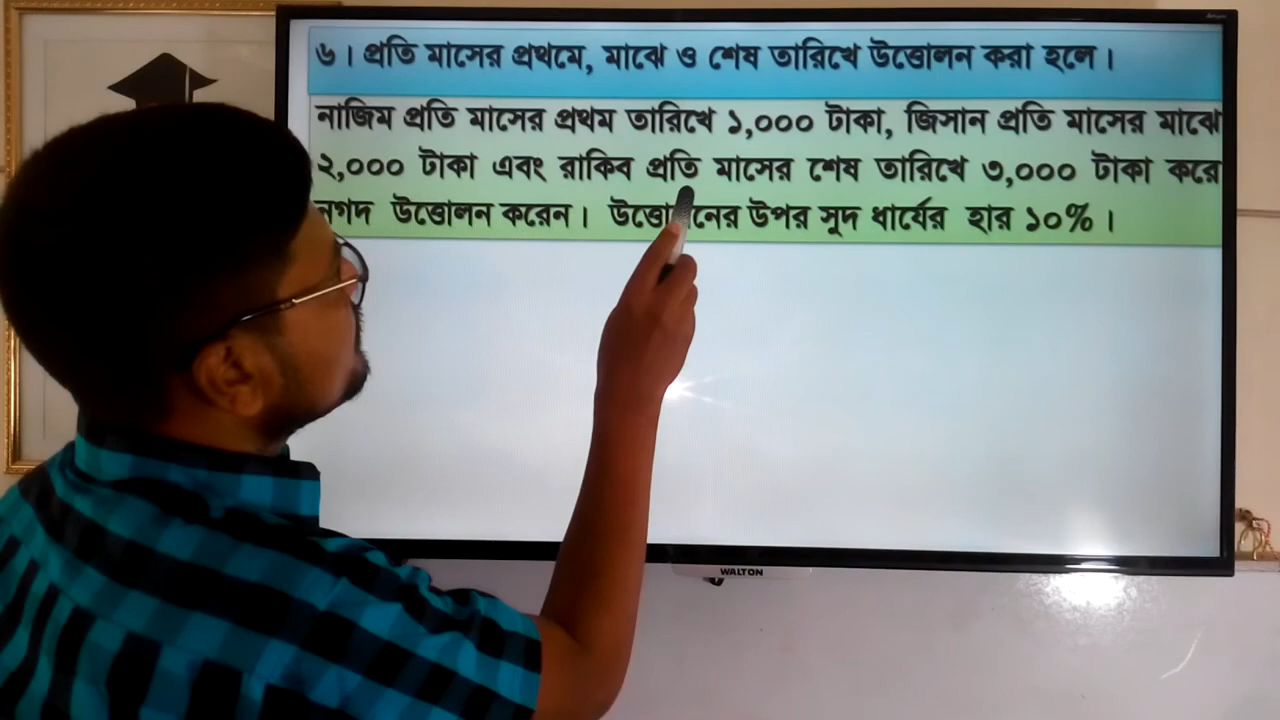 ৬। প্রতি মাসের প্রথমে, মাঝে ও শেষ তারিখে উত্তোলন করা হলে।
নাজিম প্রতি মাসের প্রথম তারিখে ১,০০০ টাকা, জিসান প্রতি মাসের মাঝে
২,০০০ টাকা এবং রাকিব প্রতি মাসের শেষ তারিখে ৩,০০০ টাকা করে
নগদ উত্তোলন করেন। উত্তোলনের উপর সুদ ধার্যের হার ১০%।
WALTON